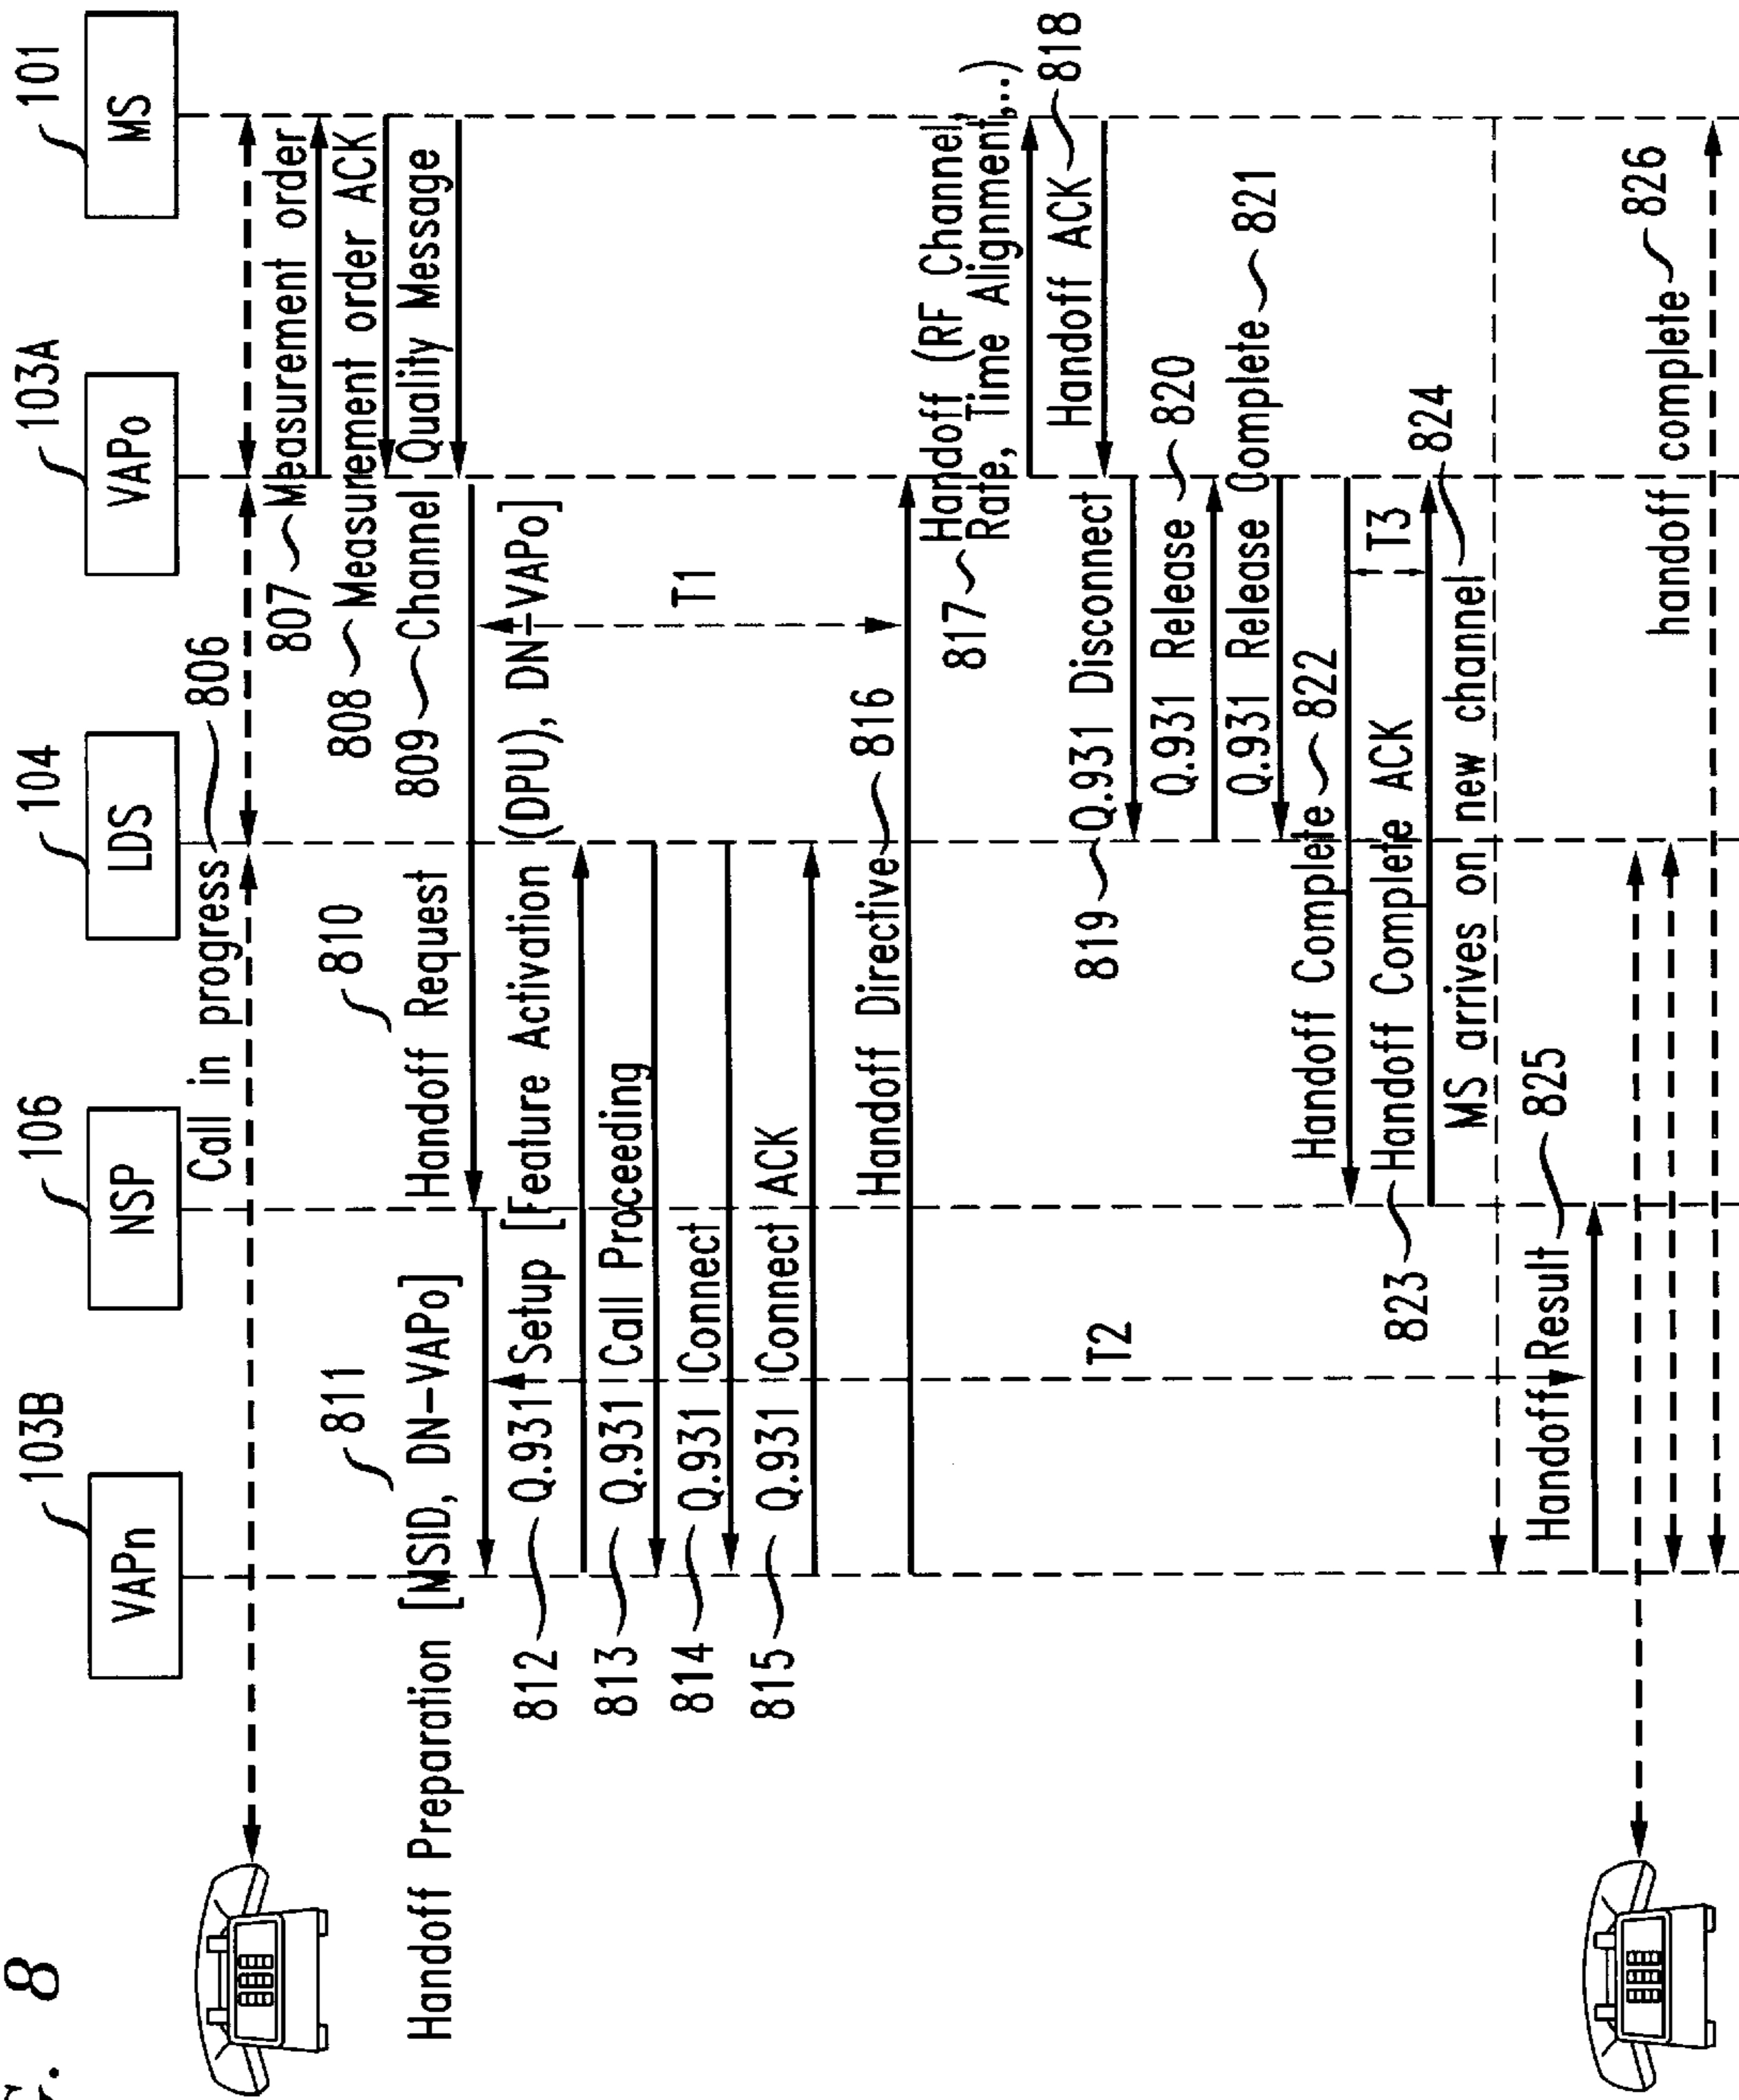 G. 8
VAPn 103B
NSP 106
LDS 104
VAPo 103A
MS 101
Call in progress 806
807 Measurement order
808 Measurement order ACK
809 Channel Quality Message
810
Handoff Request
811
Handoff Preparation [MSID, DN-VAPo]
812 Q.931 Setup [Feature Activation (DPU), DN-VAPo]
813 Q.931 Call Proceeding
814 Q.931 Connect
815 Q.931 Connect ACK
T1
Handoff Directive 816
817 Handoff (RF Channel,
Rate, Time Alignment,..)
Handoff ACK 818
819 Q.931 Disconnect
Q.931 Release 820
Q.931 Release Complete 821
T2
Handoff Complete 822
T3
823 Handoff Complete ACK
MS arrives on new channel 824
Handoff Result 825
handoff complete 826